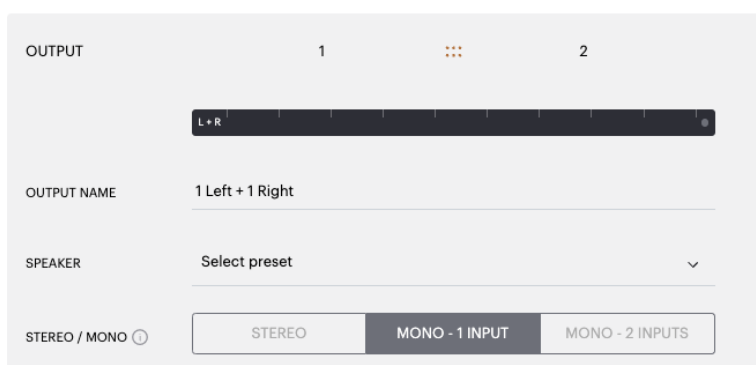 OUTPUT 1 2
L + R
OUTPUT NAME 1 Left + 1 Right
SPEAKER Select preset
STEREO / MONO STEREO MONO - 1 INPUT MONO - 2 INPUTS